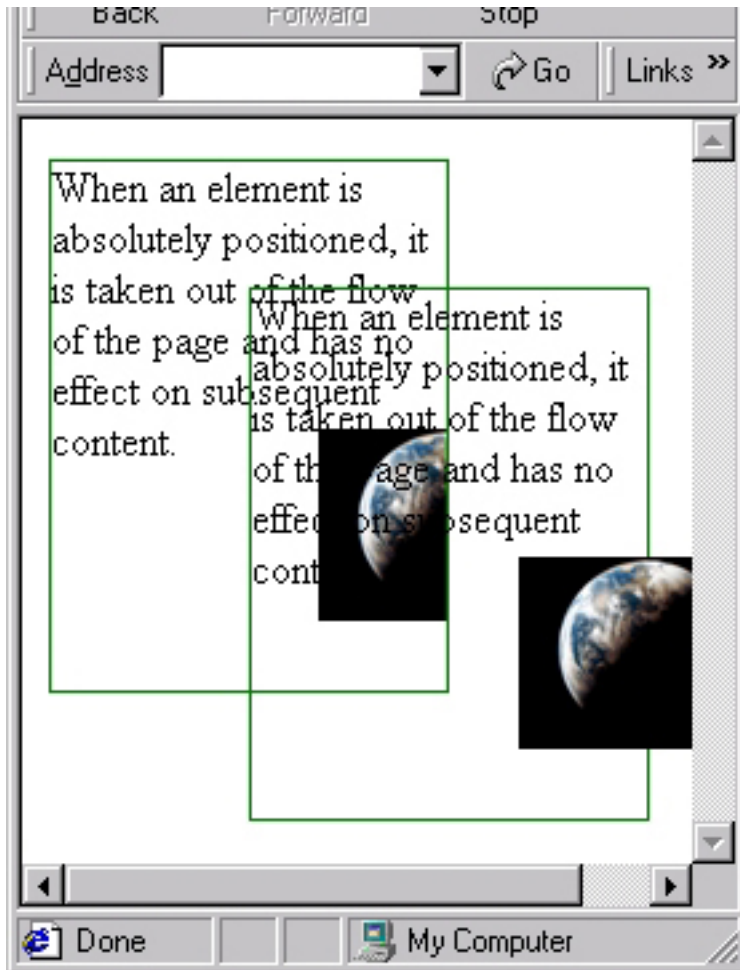 Back Forward Stop
Address Go Links »
When an element is
absolutely positioned, it
is taken out of the flow
of the page and has no
effect on subsequent
content.
When an element is
absolutely positioned, it
is taken out of the flow
of the page and has no
effect on subsequent
cont
Done My Computer